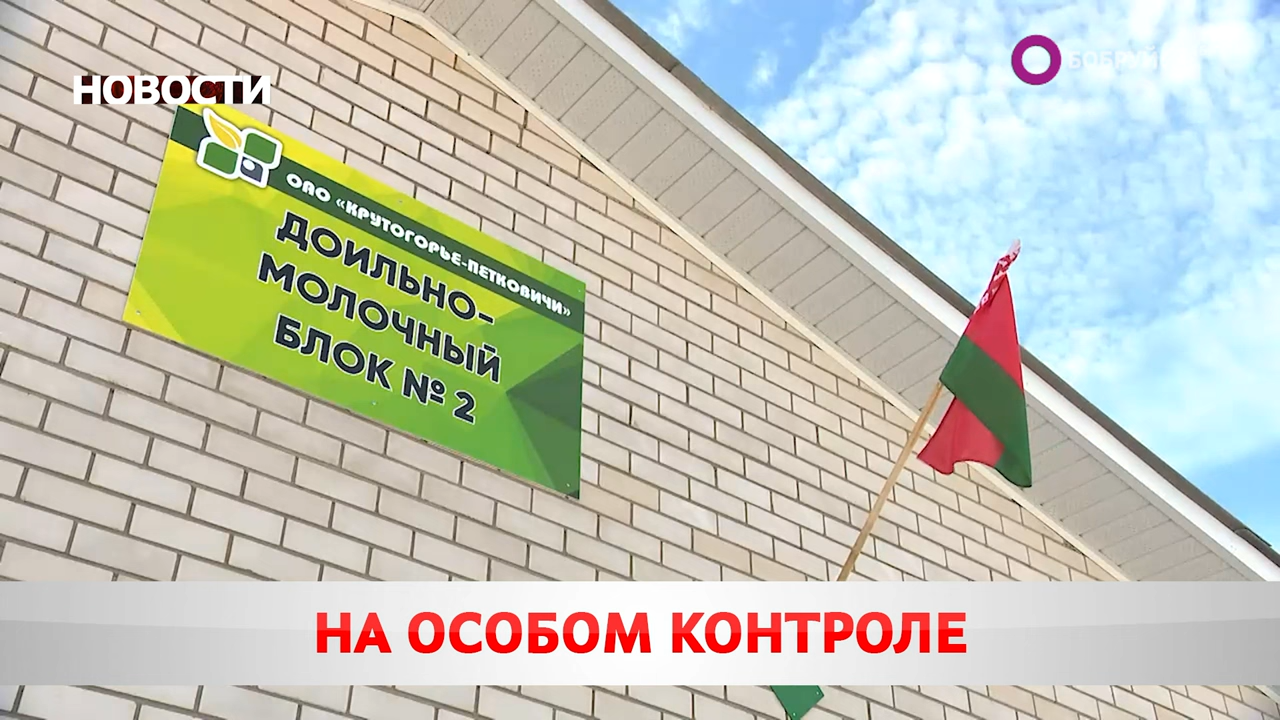 НОВОСТИ
ОАО «КРУТОГОРЬЕ-ПЕТКОВИЧИ»
ДОИЛЬНО-
МОЛОЧНЫЙ
БЛОК № 2
НА ОСОБОМ КОНТРОЛЕ